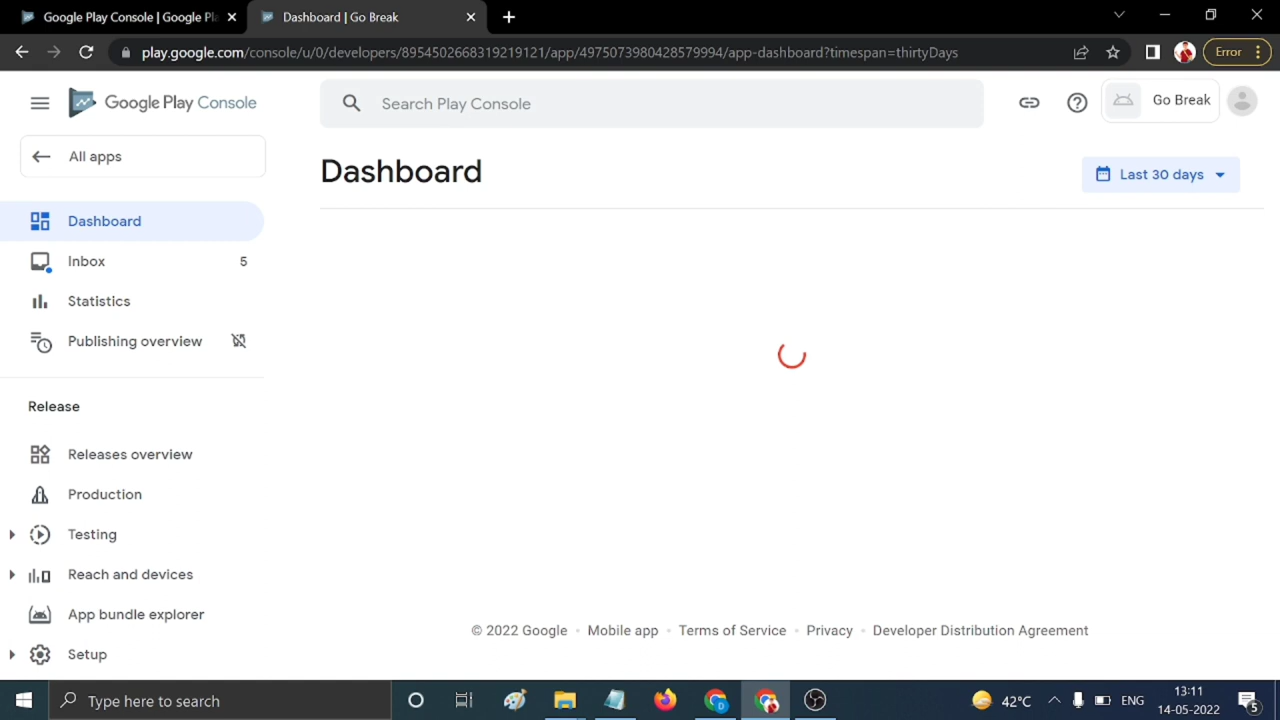 Google Play Console | Google Pla
Dashboard | Go Break
play.google.com/console/u/0/developers/8954502668319219121/app/4975073980428579994/app-dashboard?timespan=thirtyDays
Error
Google Play Console
Search Play Console
Go Break
All apps
Dashboard
Last 30 days
Dashboard
Inbox 5
Statistics
Publishing overview
Release
Releases overview
Production
Testing
Reach and devices
App bundle explorer
Setup
© 2022 Google · Mobile app · Terms of Service · Privacy · Developer Distribution Agreement
Type here to search
42°C
ENG
13:11
14-05-2022
5